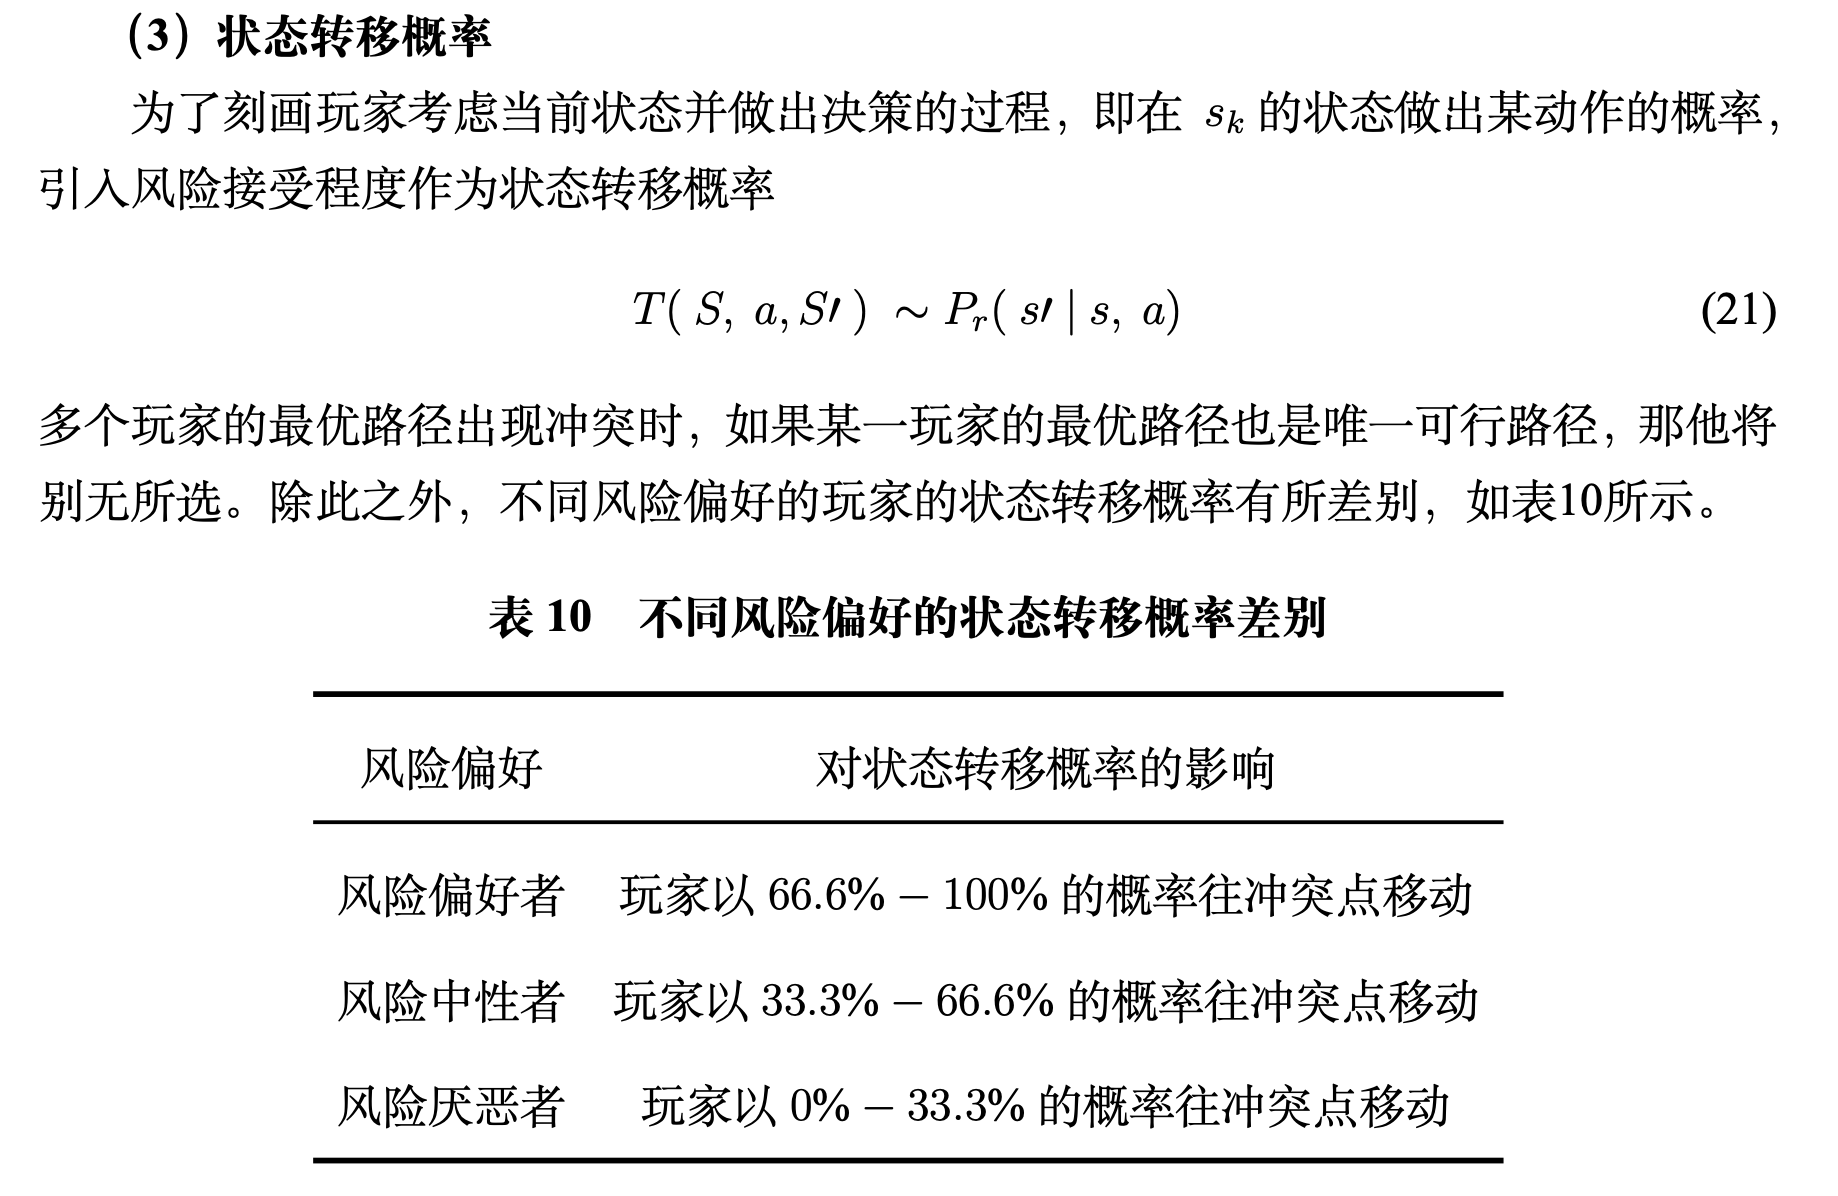 （3）状态转移概率
为了刻画玩家考虑当前状态并做出决策的过程，即在 s_k 的状态做出某动作的概率，
引入风险接受程度作为状态转移概率
T( S, a, S′ ) ∼ P_r( s′ | s, a) (21)
多个玩家的最优路径出现冲突时，如果某一玩家的最优路径也是唯一可行路径，那他将
别无所选。除此之外，不同风险偏好的玩家的状态转移概率有所差别，如表10所示。
表 10 不同风险偏好的状态转移概率差别
风险偏好 对状态转移概率的影响
风险偏好者 玩家以 66.6% – 100% 的概率往冲突点移动
风险中性者 玩家以 33.3% – 66.6% 的概率往冲突点移动
风险厌恶者 玩家以 0% – 33.3% 的概率往冲突点移动